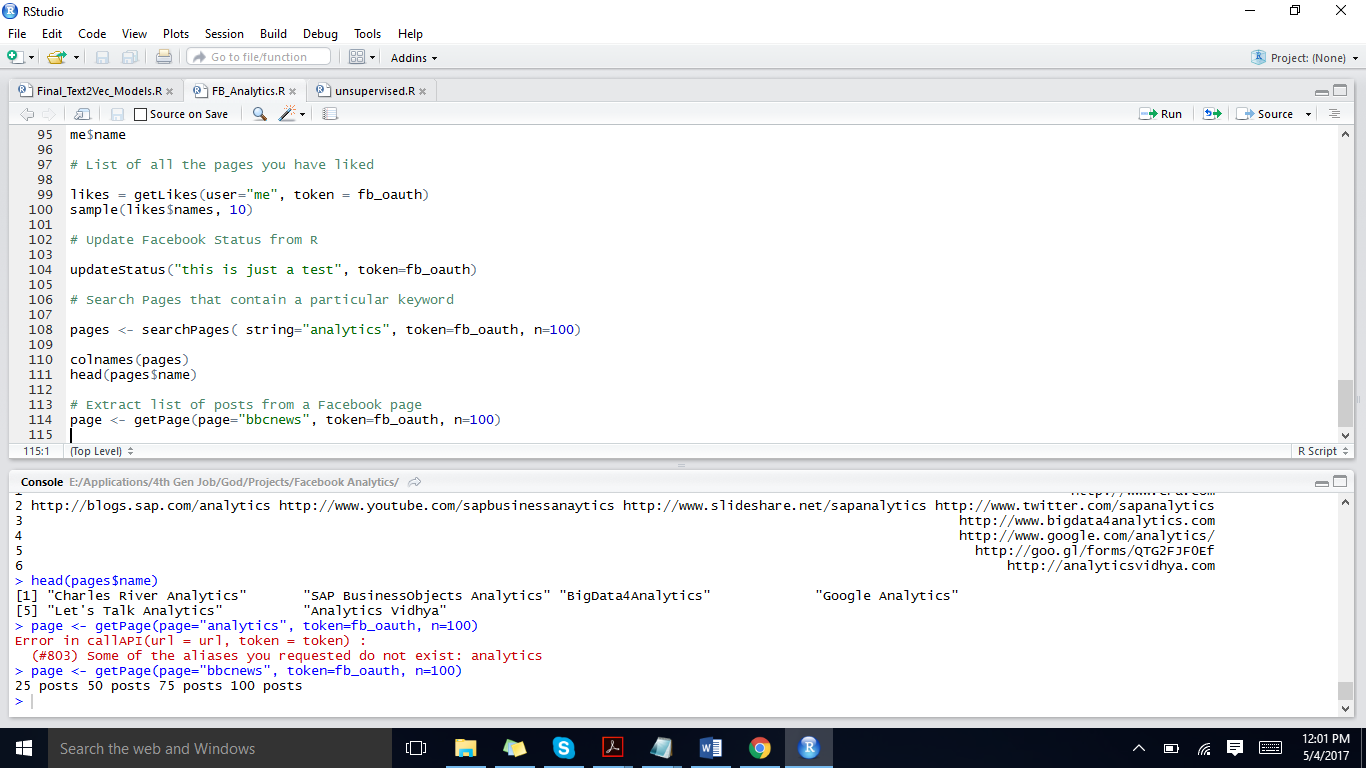 RStudio
File Edit Code View Plots Session Build Debug Tools Help
Go to file/function Addins Project: (None)
Final_Text2Vec_Models.R FB_Analytics.R unsupervised.R
Source on Save Run Source
95 me$name
96
97 # List of all the pages you have liked
98
99 likes = getLikes(user="me", token = fb_oauth)
100 sample(likes$names, 10)
101
102 # Update Facebook Status from R
103
104 updateStatus("this is just a test", token=fb_oauth)
105
106 # Search Pages that contain a particular keyword
107
108 pages <- searchPages( string="analytics", token=fb_oauth, n=100)
109
110 colnames(pages)
111 head(pages$name)
112
113 # Extract list of posts from a Facebook page
114 page <- getPage(page="bbcnews", token=fb_oauth, n=100)
115
115:1 (Top Level) R Script
Console E:/Applications/4th Gen Job/God/Projects/Facebook Analytics/
2 http://blogs.sap.com/analytics http://www.youtube.com/sapbusinessanaytics http://www.slideshare.net/sapanalytics http://www.twitter.com/sapanalytics
3 http://www.bigdata4analytics.com
4 http://www.google.com/analytics/
5 http://goo.gl/forms/QTG2FJFOEf
6 http://analyticsvidhya.com
> head(pages$name)
[1] "Charles River Analytics" "SAP BusinessObjects Analytics" "BigData4Analytics" "Google Analytics"
[5] "Let's Talk Analytics" "Analytics Vidhya"
> page <- getPage(page="analytics", token=fb_oauth, n=100)
Error in callAPI(url = url, token = token) :
(#803) Some of the aliases you requested do not exist: analytics
> page <- getPage(page="bbcnews", token=fb_oauth, n=100)
25 posts 50 posts 75 posts 100 posts
>
Search the web and Windows
12:01 PM
5/4/2017